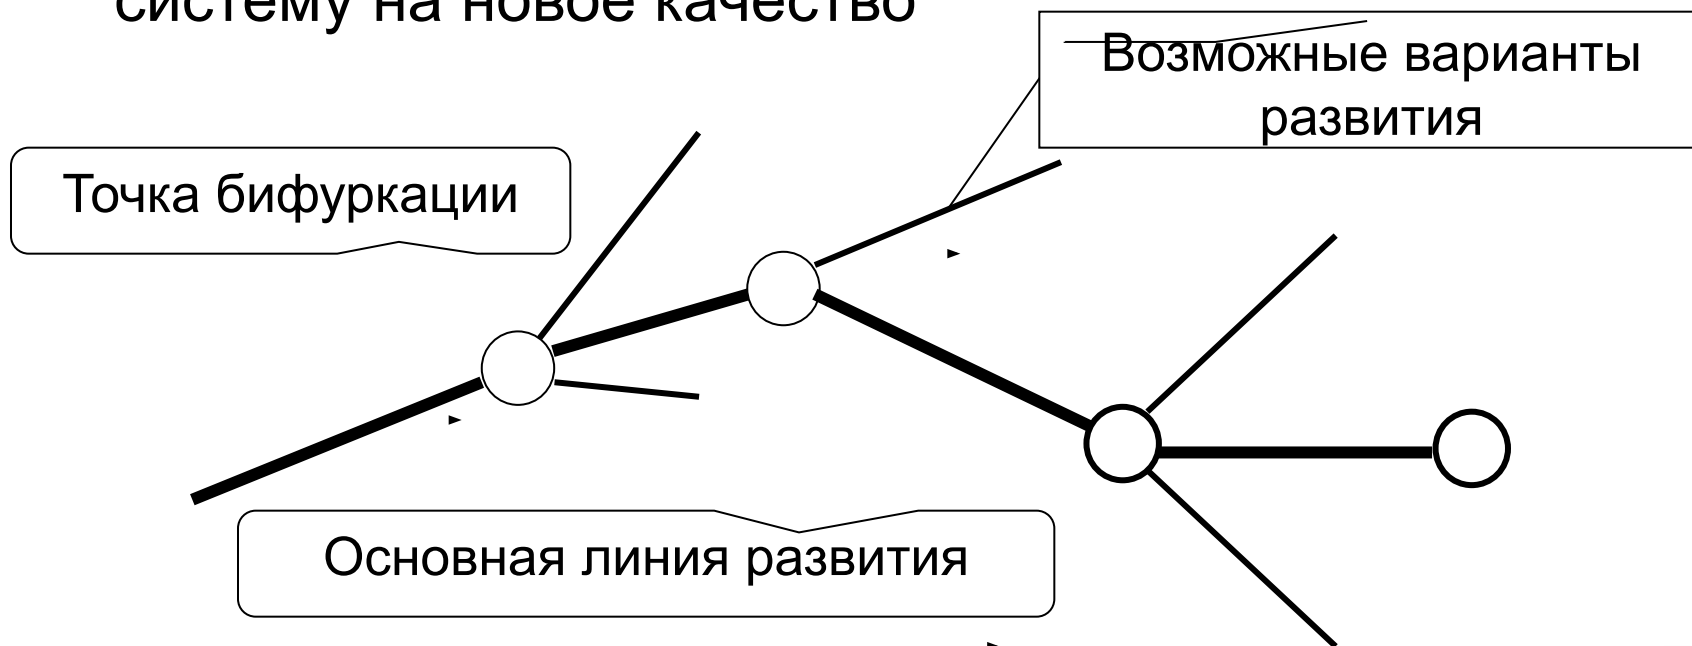 систему на новое качество
Возможные варианты
развития
Точка бифуркации
Основная линия развития